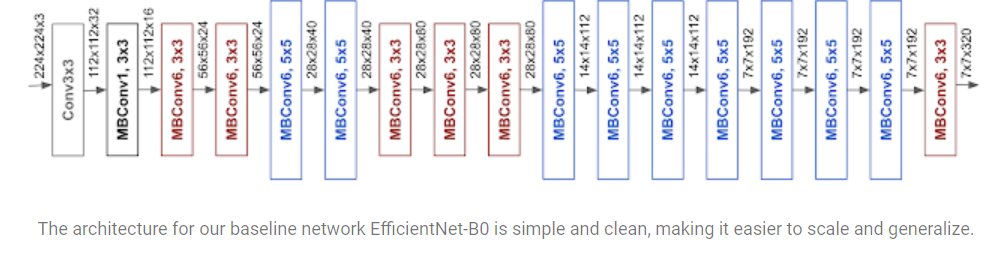 224x224x3
Conv3x3
112x112x32
MBConv1, 3x3
112x112x16
MBConv6, 3x3
56x56x24
MBConv6, 3x3
56x56x24
MBConv6, 5x5
28x28x40
MBConv6, 5x5
28x28x40
MBConv6, 3x3
28x28x80
MBConv6, 3x3
28x28x80
MBConv6, 3x3
28x28x80
MBConv6, 5x5
14x14x112
MBConv6, 5x5
14x14x112
MBConv6, 5x5
14x14x112
MBConv6, 5x5
7x7x192
MBConv6, 5x5
7x7x192
MBConv6, 5x5
7x7x192
MBConv6, 5x5
7x7x192
MBConv6, 3x3
7x7x320
The architecture for our baseline network EfficientNet-B0 is simple and clean, making it easier to scale and generalize.